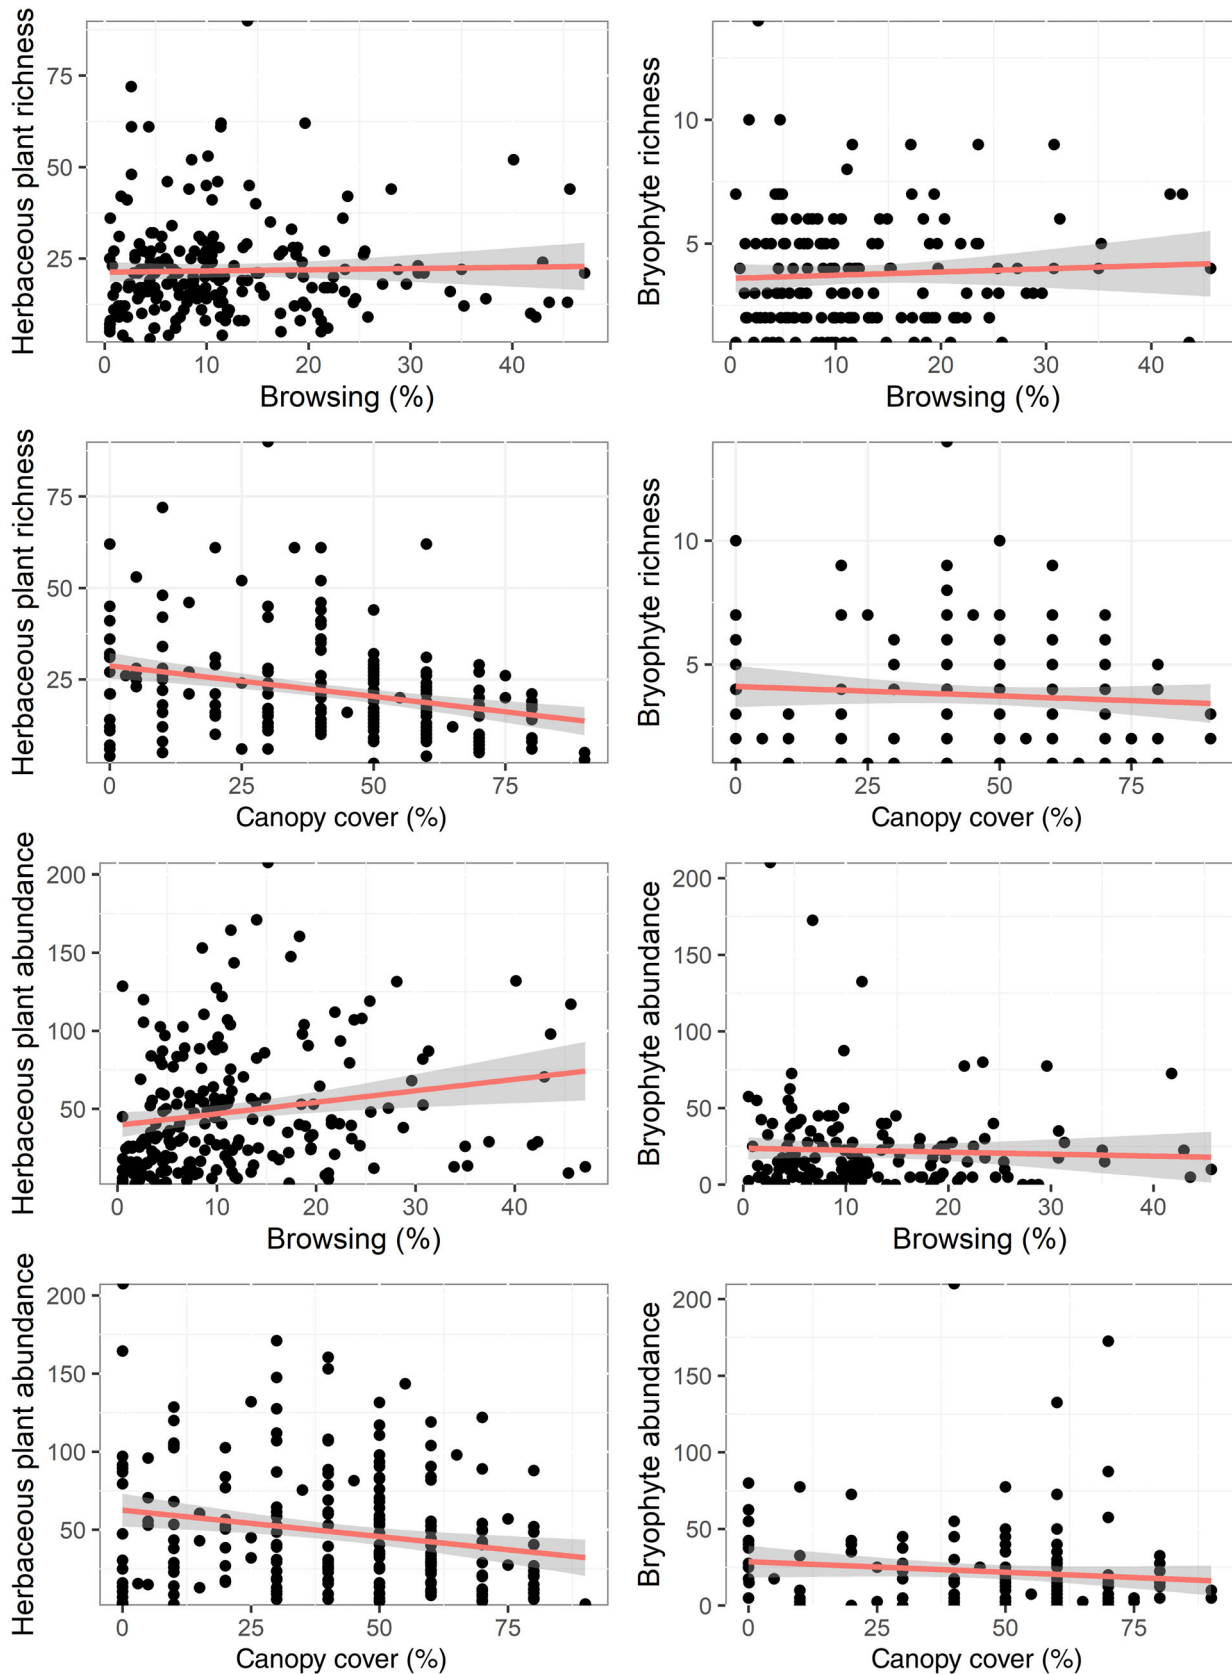 Herbaceous plant richness
75
50
25
0 10 20 30 40
Browsing (%)
Bryophyte richness
10
5
0 10 20 30 40
Browsing (%)
Herbaceous plant richness
75
50
25
0 25 50 75
Canopy cover (%)
Bryophyte richness
10
5
0 25 50 75
Canopy cover (%)
Herbaceous plant abundance
200
150
100
50
0 10 20 30 40
Browsing (%)
Bryophyte abundance
200
150
100
50
0
0 10 20 30 40
Browsing (%)
Herbaceous plant abundance
200
150
100
50
0 25 50 75
Canopy cover (%)
Bryophyte abundance
200
150
100
50
0
0 25 50 75
Canopy cover (%)